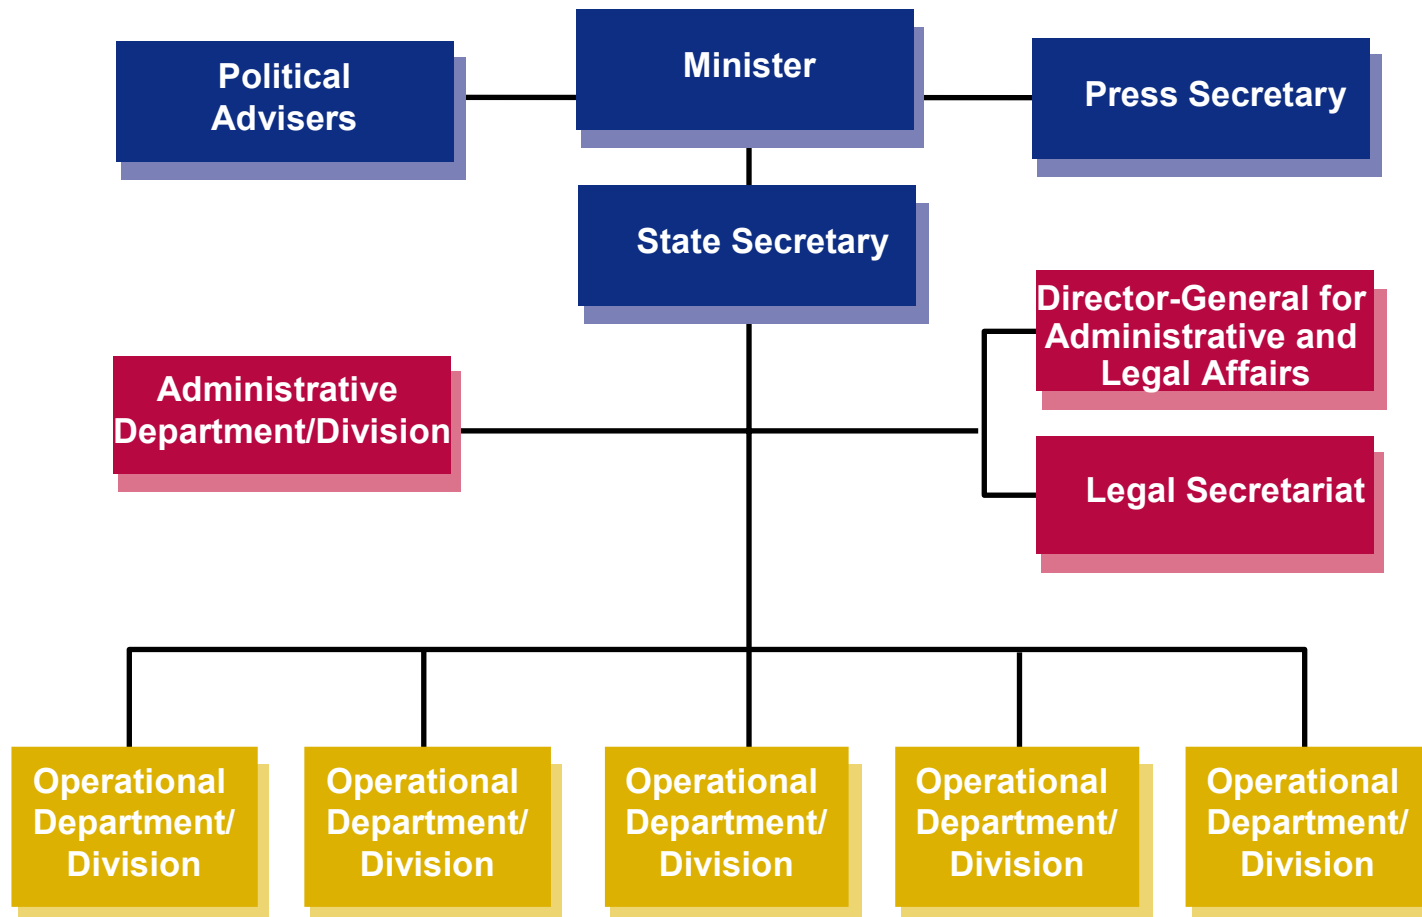 Political
Advisers
Minister
Press Secretary
State Secretary
Director-General for
Administrative and
Legal Affairs
Administrative
Department/Division
Legal Secretariat
Operational
Department/
Division
Operational
Department/
Division
Operational
Department/
Division
Operational
Department/
Division
Operational
Department/
Division